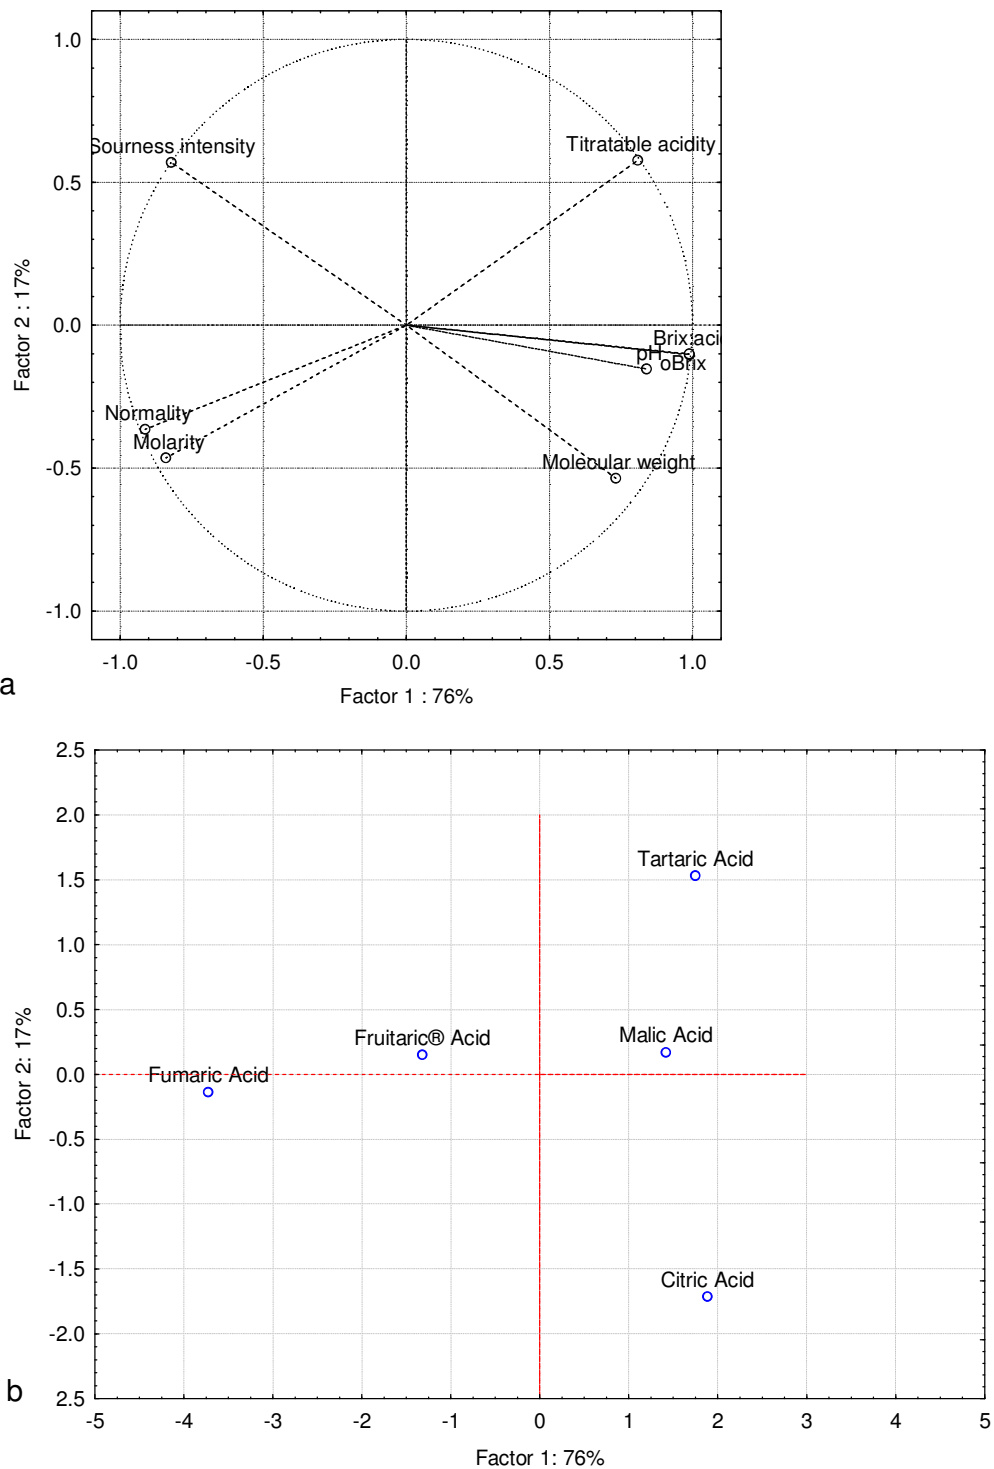 1.0
Sourness intensity
Titratable acidity
0.5
Factor 2 : 17%
0.0
Brix:aci
pH
oBrix
Normality
Molarity
Molecular weight
-0.5
-1.0
-1.0 -0.5 0.0 0.5 1.0
a
Factor 1 : 76%
2.5
2.0
Tartaric Acid
1.5
1.0
0.5
Fruitaric® Acid
Malic Acid
Factor 2: 17%
0.0
Fumaric Acid
-0.5
-1.0
Citric Acid
-1.5
-2.0
b
2.5
-5 -4 -3 -2 -1 0 1 2 3 4 5
Factor 1: 76%